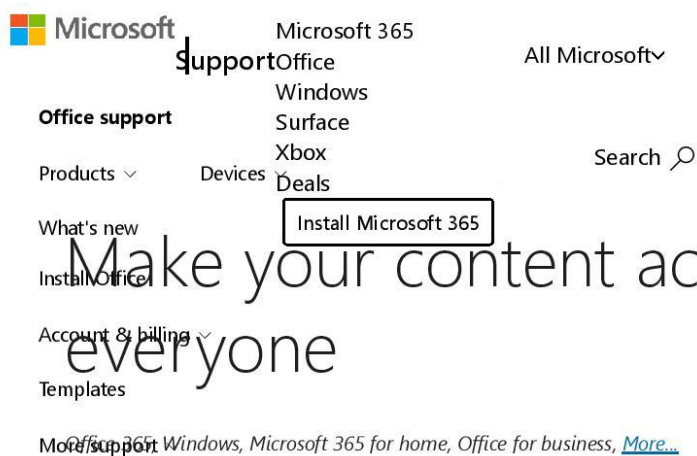 Microsoft
Support
Microsoft 365
Office
Windows
Surface
Xbox
Deals
All Microsoft
Search
Office support
Products
Devices
What's new
Install Microsoft 365
Install Office
Account & billing
Templates
More support
Make your content
everyone
Office 365, Windows, Microsoft 365 for home, Office for business, More...